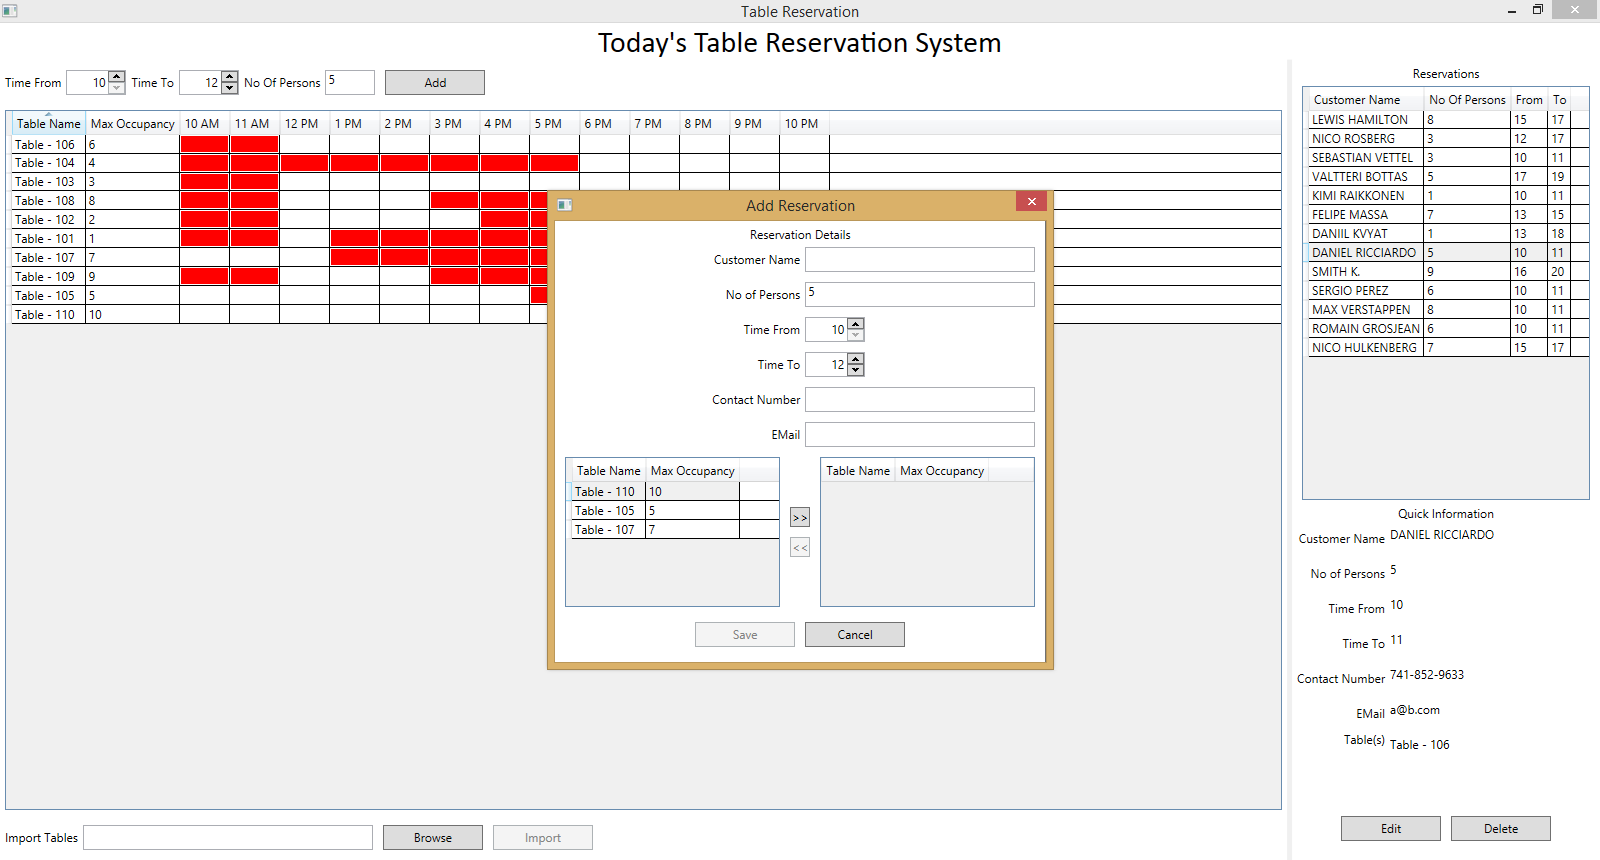 Table Reservation
Today's Table Reservation System
Time From 10 Time To 12 No Of Persons 5 Add
Table Name Max Occupancy 10 AM 11 AM 12 PM 1 PM 2 PM 3 PM 4 PM 5 PM 6 PM 7 PM 8 PM 9 PM 10 PM
Table - 106 6
Table - 104 4
Table - 103 3
Table - 108 8
Table - 102 2
Table - 101 1
Table - 107 7
Table - 109 9
Table - 105 5
Table - 110 10
Import Tables Browse Import
Add Reservation
Reservation Details
Customer Name
No of Persons 5
Time From 10
Time To 12
Contact Number
EMail
Table Name Max Occupancy
Table - 110 10
Table - 105 5
Table - 107 7
>>
<<
Table Name Max Occupancy
Save Cancel
Reservations
Customer Name No Of Persons From To
LEWIS HAMILTON 8 15 17
NICO ROSBERG 3 12 17
SEBASTIAN VETTEL 3 10 11
VALTTERI BOTTAS 5 17 19
KIMI RAIKKONEN 1 10 11
FELIPE MASSA 7 13 15
DANIIL KVYAT 1 13 18
DANIEL RICCIARDO 5 10 11
SMITH K. 9 16 20
SERGIO PEREZ 6 10 11
MAX VERSTAPPEN 8 10 11
ROMAIN GROSJEAN 6 10 11
NICO HULKENBERG 7 15 17
Quick Information
Customer Name DANIEL RICCIARDO
No of Persons 5
Time From 10
Time To 11
Contact Number 741-852-9633
EMail a@b.com
Table(s) Table - 106
Edit Delete